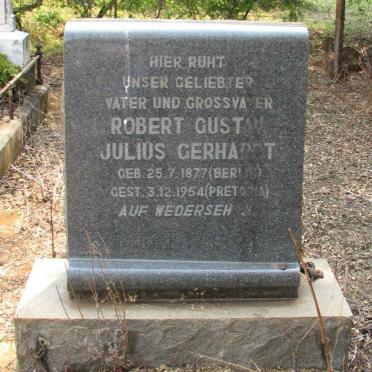 HIER RUHT
UNSER GELIEBTER
VATER UND GROSSVATER
ROBERT GUSTAV
JULIUS GERHARDT
GEB. 25.7.1877 (BERLIN)
GEST. 3.12.1954 (PRETORIA)
AUF WEDERSEH